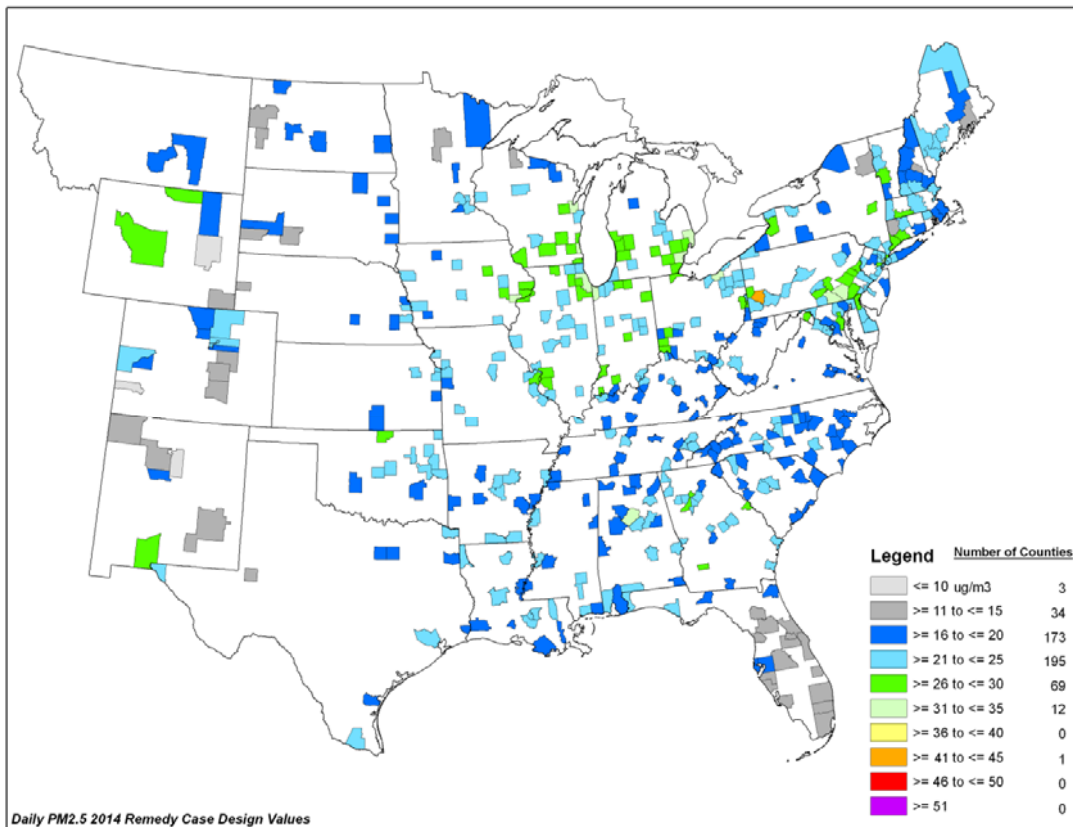 Legend Number of Counties
<= 10 ug/m3 3
>= 11 to <= 15 34
>= 16 to <= 20 173
>= 21 to <= 25 195
>= 26 to <= 30 69
>= 31 to <= 35 12
>= 36 to <= 40 0
>= 41 to <= 45 1
>= 46 to <= 50 0
>= 51 0
Daily PM2.5 2014 Remedy Case Design Values